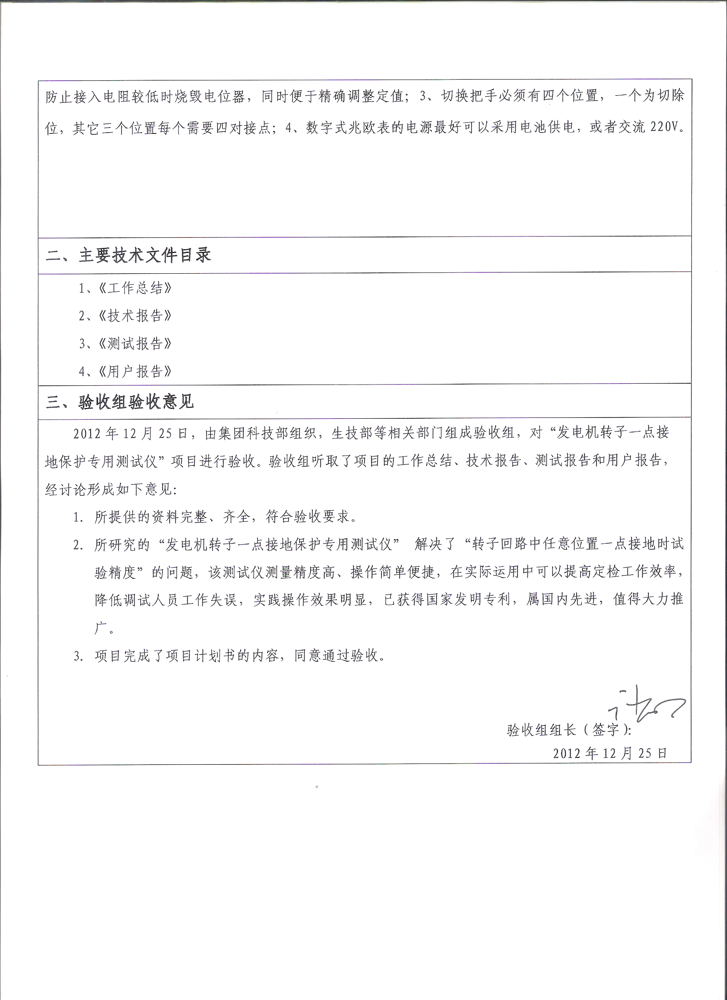 防止接入电阻较低时烧毁电位器，同时便于精确调整定值；3、切换把手必须有四个位置，一个为切除
位，其它三个位置每个需要四对接点；4、数字式兆欧表的电源最好可以采用电池供电，或者交流 220V。
二、主要技术文件目录
1、《工作总结》
2、《技术报告》
3、《测试报告》
4、《用户报告》
三、验收组验收意见
2012 年 12 月 25 日，由集团科技部组织，生技部等相关部门组成验收组，对“发电机转子一点接
地保护专用测试仪”项目进行验收。验收组听取了项目的工作总结、技术报告、测试报告和用户报告，
经讨论形成如下意见：
1. 所提供的资料完整、齐全，符合验收要求。
2. 所研究的“发电机转子一点接地保护专用测试仪” 解决了“转子回路中任意位置一点接地时试
验精度”的问题，该测试仪测量精度高、操作简单便捷，在实际运用中可以提高定检工作效率，
降低调试人员工作失误，实践操作效果明显，已获得国家发明专利，属国内先进，值得大力推
广。
3. 项目完成了项目计划书的内容，同意通过验收。
验收组组长（签字）：
2012 年 12 月 25 日